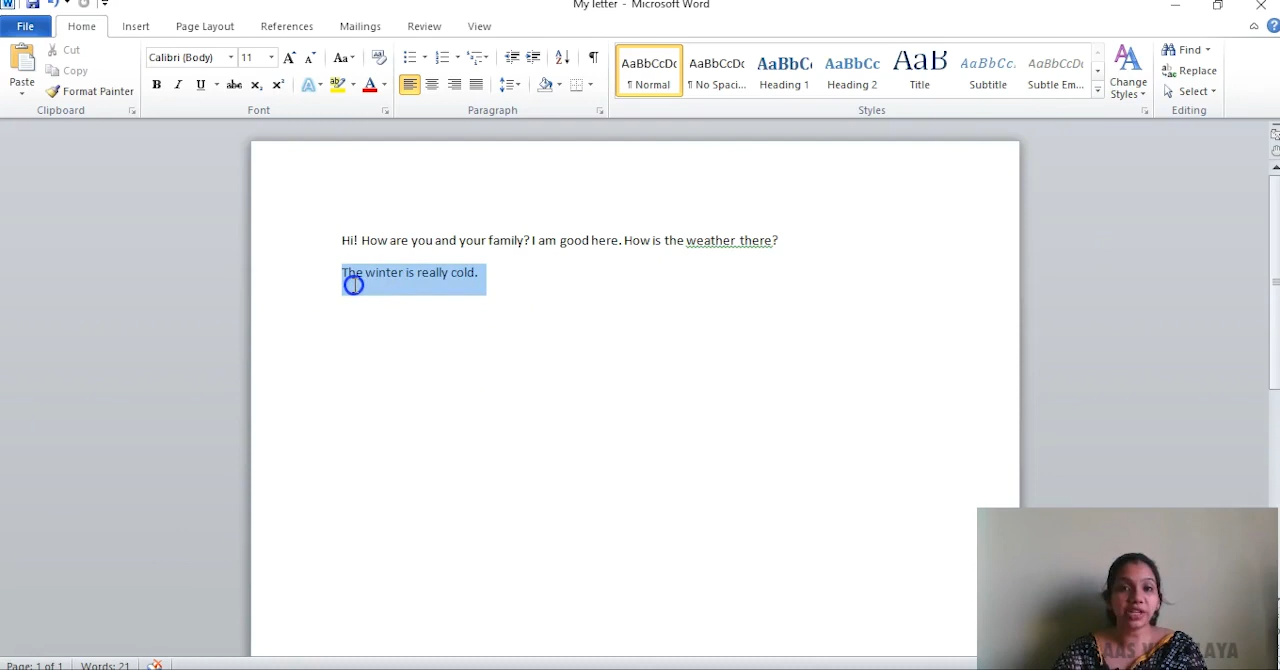 My letter - Microsoft Word
File Home Insert Page Layout References Mailings Review View
Paste
Cut
Copy
Format Painter
Clipboard
Calibri (Body) 11
Font
Paragraph
AaBbCcDc AaBbCcDc AaBbC AaBbCc AaB AaBbCc. AaBbCcDc
¶ Normal ¶ No Spaci... Heading 1 Heading 2 Title Subtitle Subtle Em...
Styles
Change
Styles
Find
Replace
Select
Editing
Hi! How are you and your family? I am good here. How is the weather there?
The winter is really cold.
Page: 1 of 1 Words: 21